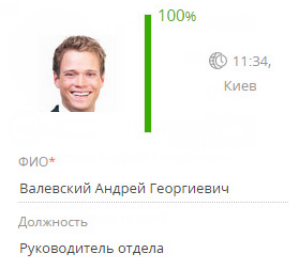 100%
11:34,
Киев
ФИО*
Валевский Андрей Георгиевич
Должность
Руководитель отдела